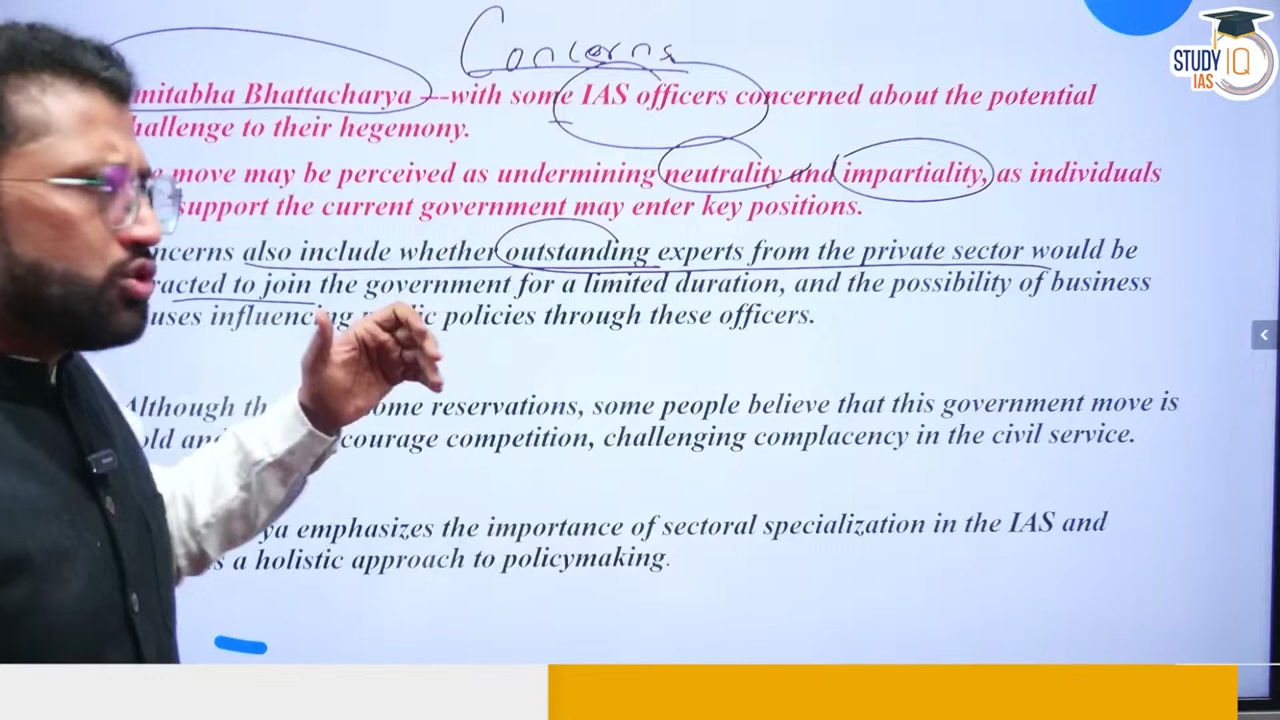 Concerns
STUDY IQ
IAS
mitabha Bhattacharya --with some IAS officers concerned about the potential
hallenge to their hegemony.
move may be perceived as undermining neutrality and impartiality, as individuals
support the current government may enter key positions.
ncerns also include whether outstanding experts from the private sector would be
racted to join the government for a limited duration, and the possibility of business
uses influencing policies through these officers.
Although th ome reservations, some people believe that this government move is
old and courage competition, challenging complacency in the civil service.
ya emphasizes the importance of sectoral specialization in the IAS and
s a holistic approach to policymaking.